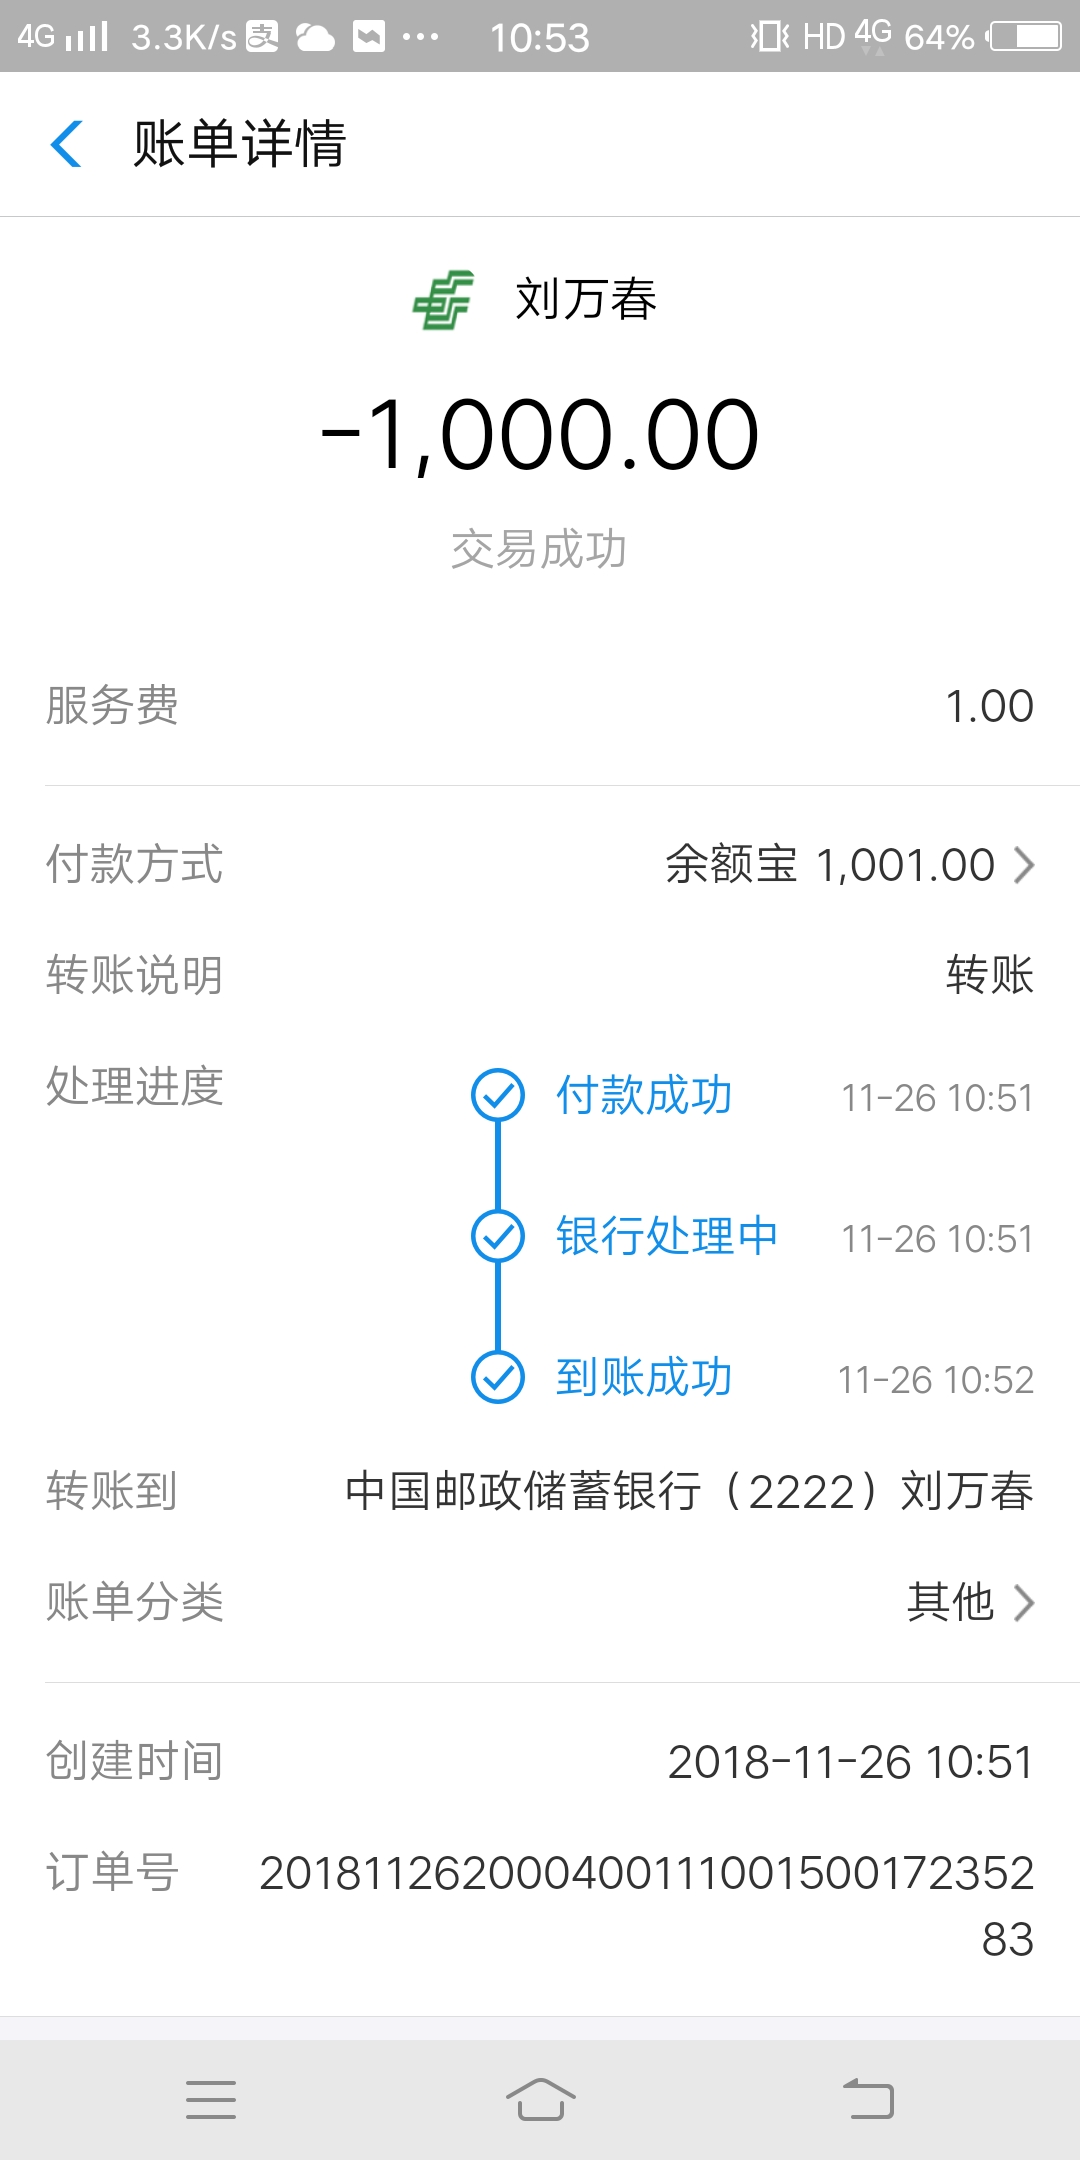 4G 3.3K/s 支 10:53 HD 4G 64%
账单详情
刘万春
-1,000.00
交易成功
服务费 1.00
付款方式 余额宝 1,001.00
转账说明 转账
处理进度 付款成功 11-26 10:51
银行处理中 11-26 10:51
到账成功 11-26 10:52
转账到 中国邮政储蓄银行（2222）刘万春
账单分类 其他
创建时间 2018-11-26 10:51
订单号 201811262000400111001500172352
83